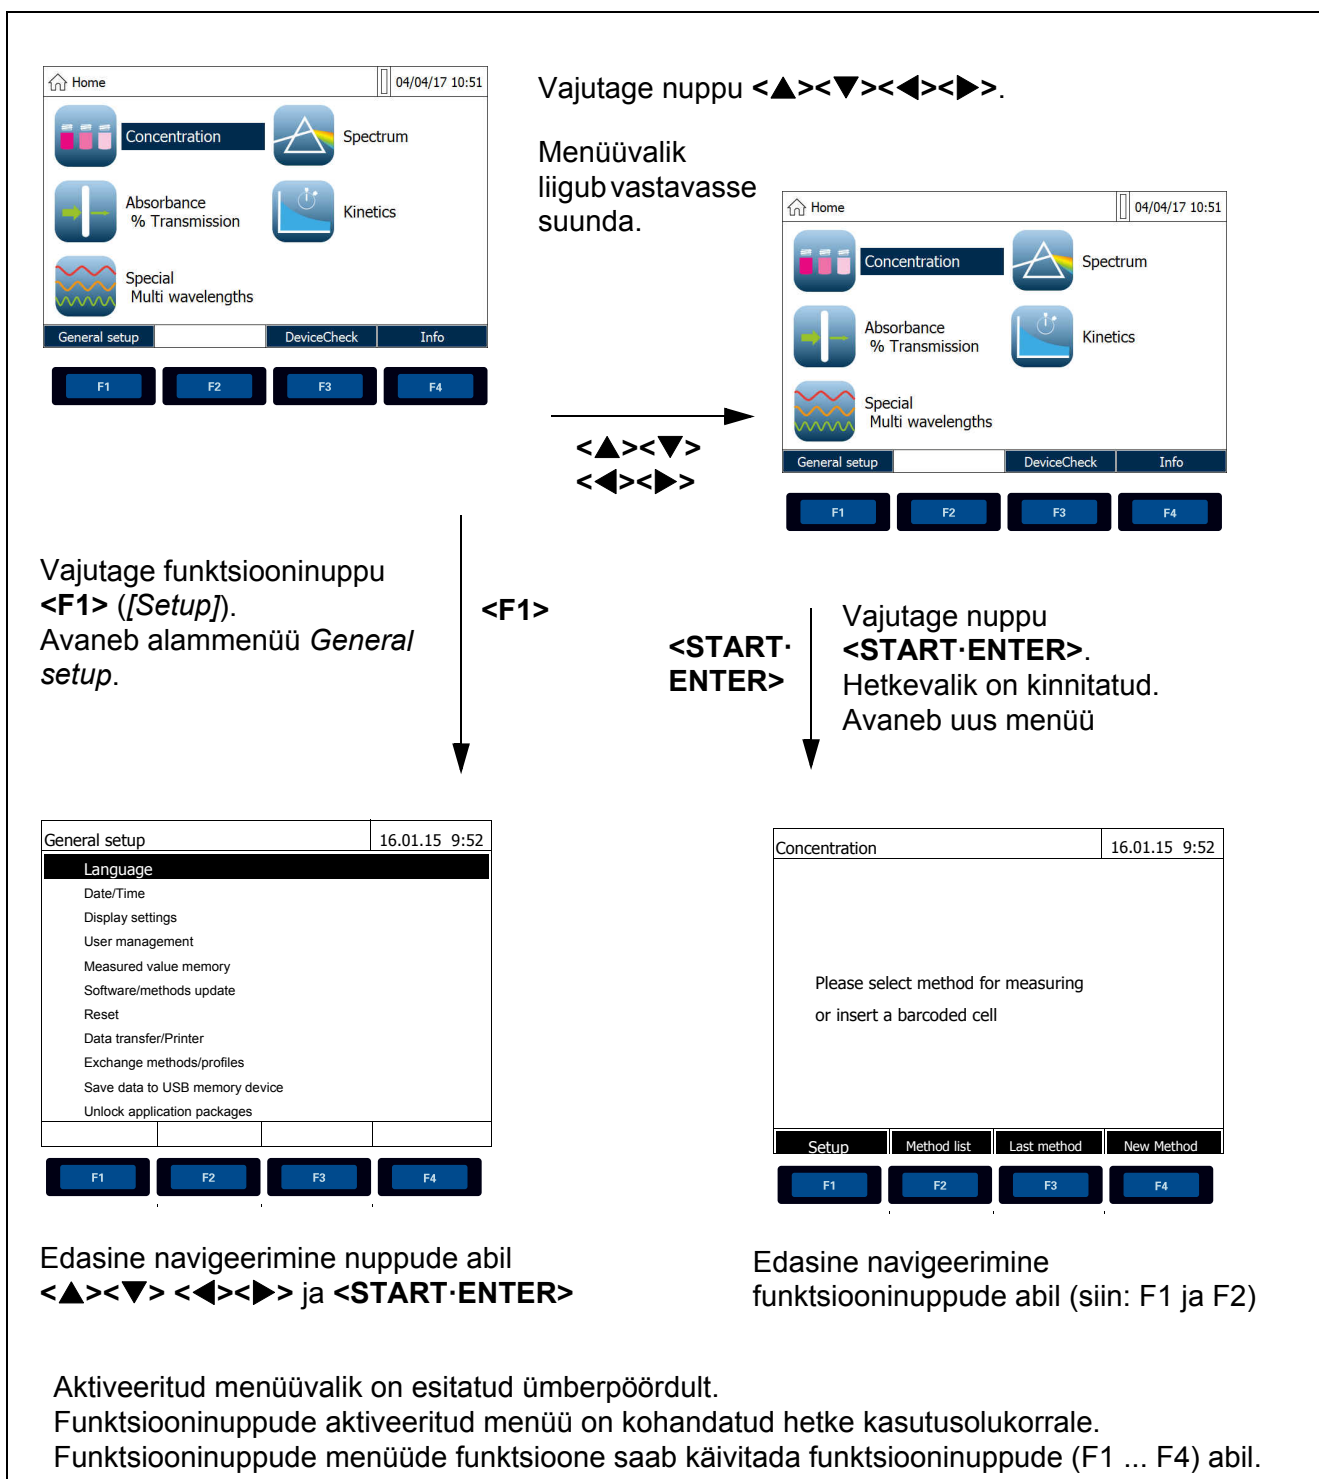 Home
04/04/17 10:51
Concentration
Spectrum
Absorbance
% Transmission
Kinetics
Special
Multi wavelengths
General setup
DeviceCheck
Info
F1
F2
F3
F4
Vajutage nuppu <▲><▼><◀><▶>.
Menüüvalik
liigub vastavasse
suunda.
<▲><▼>
<◀><▶>
Home
04/04/17 10:51
Concentration
Spectrum
Absorbance
% Transmission
Kinetics
Special
Multi wavelengths
General setup
DeviceCheck
Info
F1
F2
F3
F4
Vajutage funktsiooninuppu
<F1> ([Setup]).
Avaneb alammenüü General
setup.
<F1>
<START·
ENTER>
Vajutage nuppu
<START·ENTER>.
Hetkevalik on kinnitatud.
Avaneb uus menüü
General setup
16.01.15 9:52
Language
Date/Time
Display settings
User management
Measured value memory
Software/methods update
Reset
Data transfer/Printer
Exchange methods/profiles
Save data to USB memory device
Unlock application packages
F1
F2
F3
F4
Concentration
16.01.15 9:52
Please select method for measuring
or insert a barcoded cell
Setup
Method list
Last method
New Method
F1
F2
F3
F4
Edasine navigeerimine nuppude abil
<▲><▼> <◀><▶> ja <START·ENTER>
Edasine navigeerimine
funktsiooninuppude abil (siin: F1 ja F2)
Aktiveeritud menüüvalik on esitatud ümberpöördult.
Funktsiooninuppude aktiveeritud menüü on kohandatud hetke kasutusolukorrale.
Funktsiooninuppude menüüde funktsioone saab käivitada funktsiooninuppude (F1 ... F4) abil.